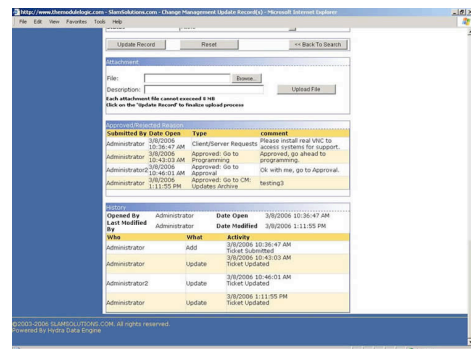 http://www.themodulelogic.com - SlamSolutions.com - Change Management Update Record(s) - Microsoft Internet Explorer
File Edit View Favorites Tools Help
Update Record Reset << Back To Search
Attachment
File: Browse...
Description: Upload File
Each attachment file cannot exceed 8 MB
Click on the "Update Record" to finalize upload process
Approved/Rejected Reason
Submitted By Date Open Type comment
Administrator 3/8/2006 10:36:47 AM Client/Server Requests Please install real VNC to access systems for support.
Administrator 3/8/2006 10:43:03 AM Approved: Go to Programming Approved, go ahead to programming.
Administrator2 3/8/2006 10:46:01 AM Approved: Go to Approval Ok with me, go to Approval.
Administrator 3/8/2006 1:11:55 PM Approved: Go to CM: Updates Archive testing3
History
Opened By Administrator Date Open 3/8/2006 10:36:47 AM
Last Modified By Administrator Date Modified 3/8/2006 1:11:55 PM
Who What Activity
Administrator Add 3/8/2006 10:36:47 AM
Ticket Submitted
Administrator Update 3/8/2006 10:43:03 AM
Ticket Updated
Administrator2 Update 3/8/2006 10:46:01 AM
Ticket Updated
Administrator Update 3/8/2006 1:11:55 PM
Ticket Updated
©2003-2006 SLAMSOLUTIONS.COM. All rights reserved.
Powered By Hydra Data Engine